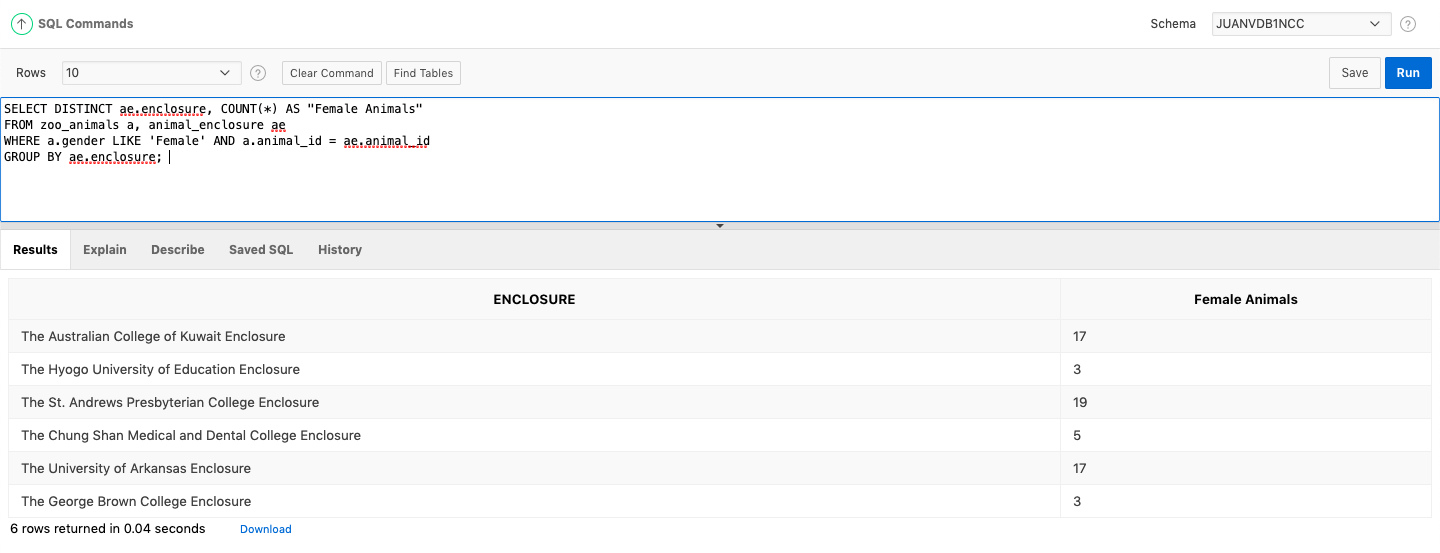 SQL Commands
Schema JUANVDB1NCC ?
Rows 10 ? Clear Command Find Tables Save Run
SELECT DISTINCT ae.enclosure, COUNT(*) AS "Female Animals"
FROM zoo_animals a, animal_enclosure ae
WHERE a.gender LIKE 'Female' AND a.animal_id = ae.animal_id
GROUP BY ae.enclosure;
Results Explain Describe Saved SQL History
ENCLOSURE Female Animals
The Australian College of Kuwait Enclosure 17
The Hyogo University of Education Enclosure 3
The St. Andrews Presbyterian College Enclosure 19
The Chung Shan Medical and Dental College Enclosure 5
The University of Arkansas Enclosure 17
The George Brown College Enclosure 3
6 rows returned in 0.04 seconds Download